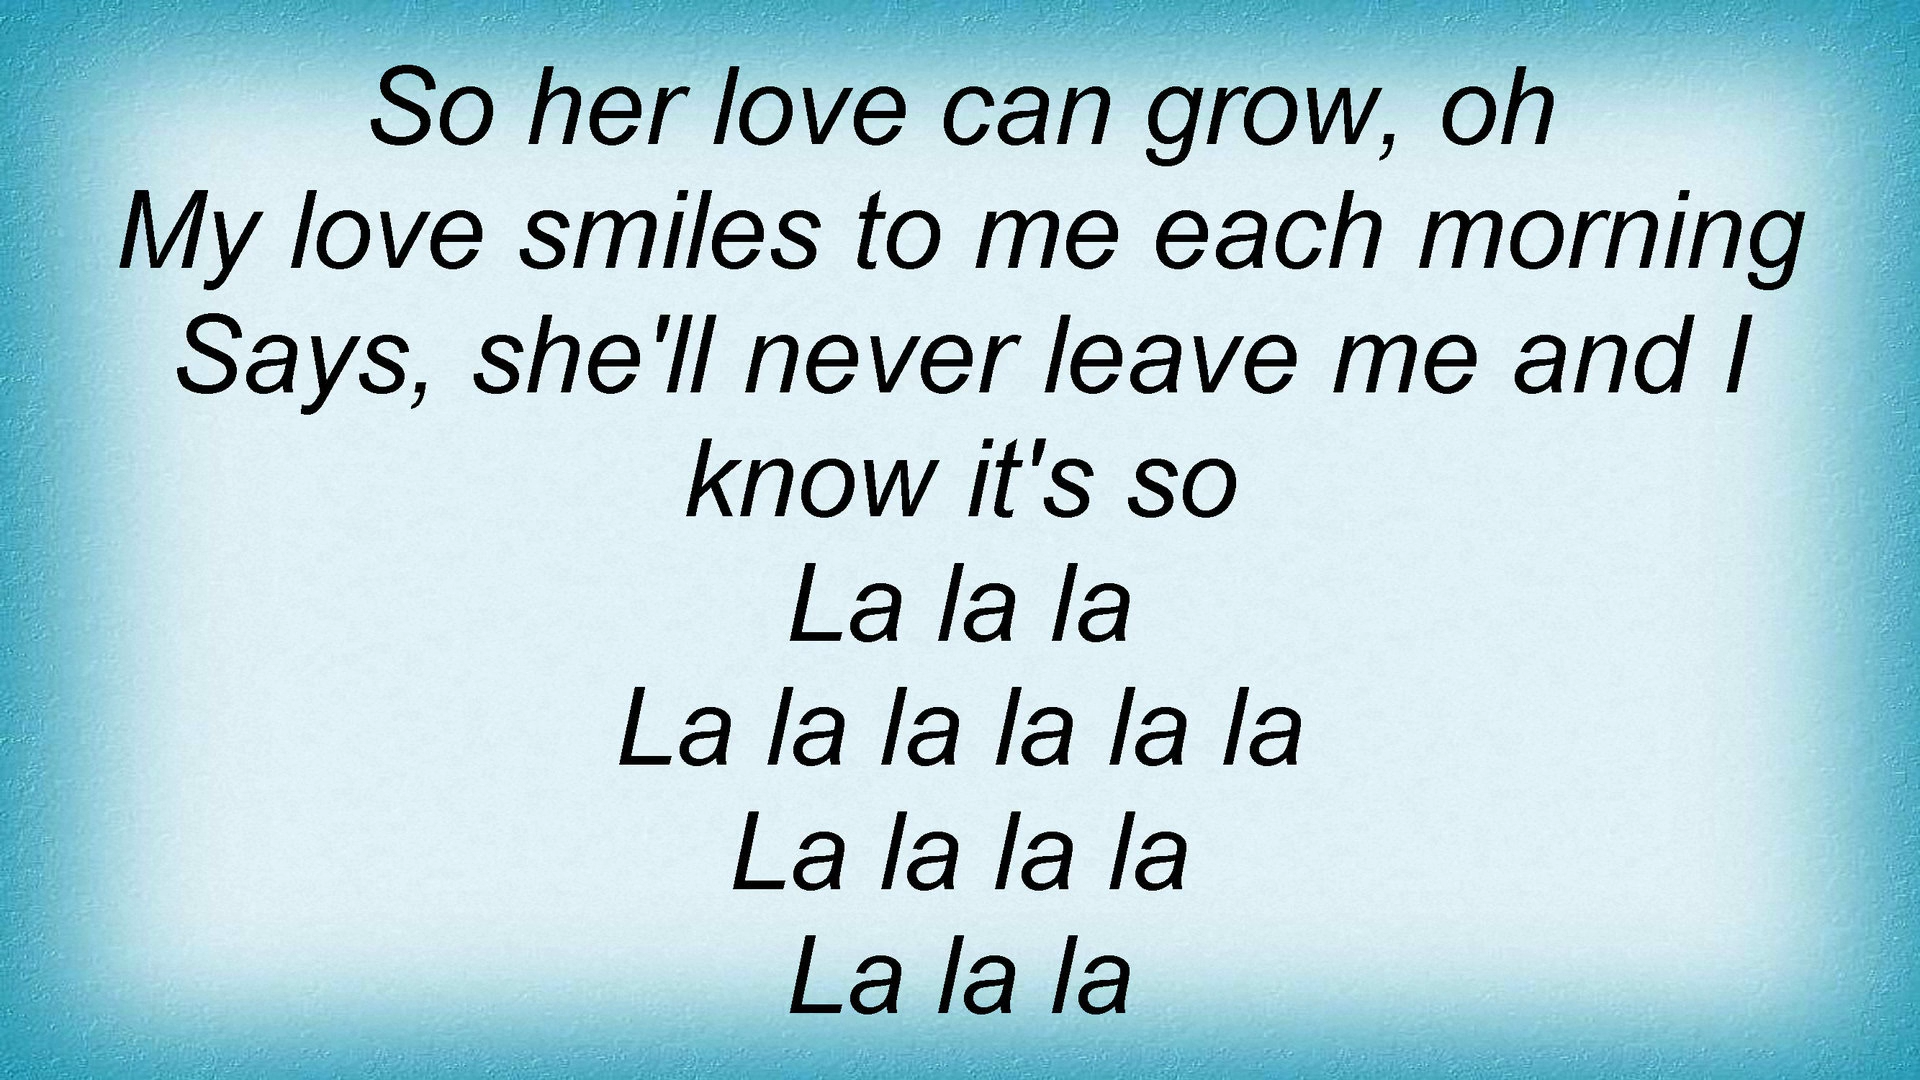 So her love can grow, oh
My love smiles to me each morning
Says, she'll never leave me and I
know it's so
La la la
La la la la la la
La la la la
La la la